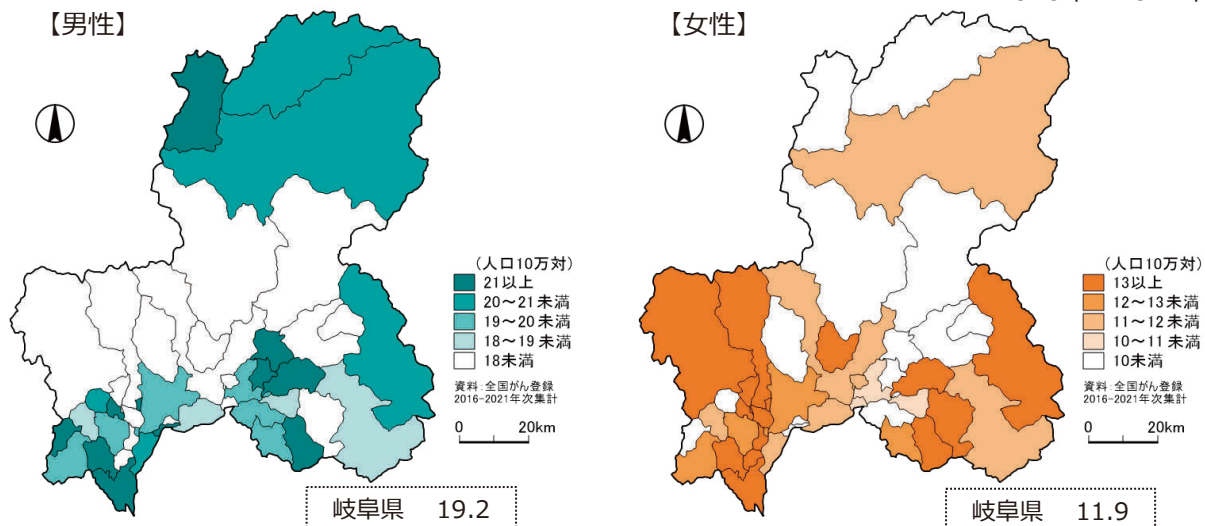 【男性】
(人口10万対)
21以上
20～21未満
19～20未満
18～19未満
18未満
資料:全国がん登録
2016-2021年次集計
0 20km
岐阜県 19.2
【女性】
(人口10万対)
13以上
12～13未満
11～12未満
10～11未満
10未満
資料:全国がん登録
2016-2021年次集計
0 20km
岐阜県 11.9